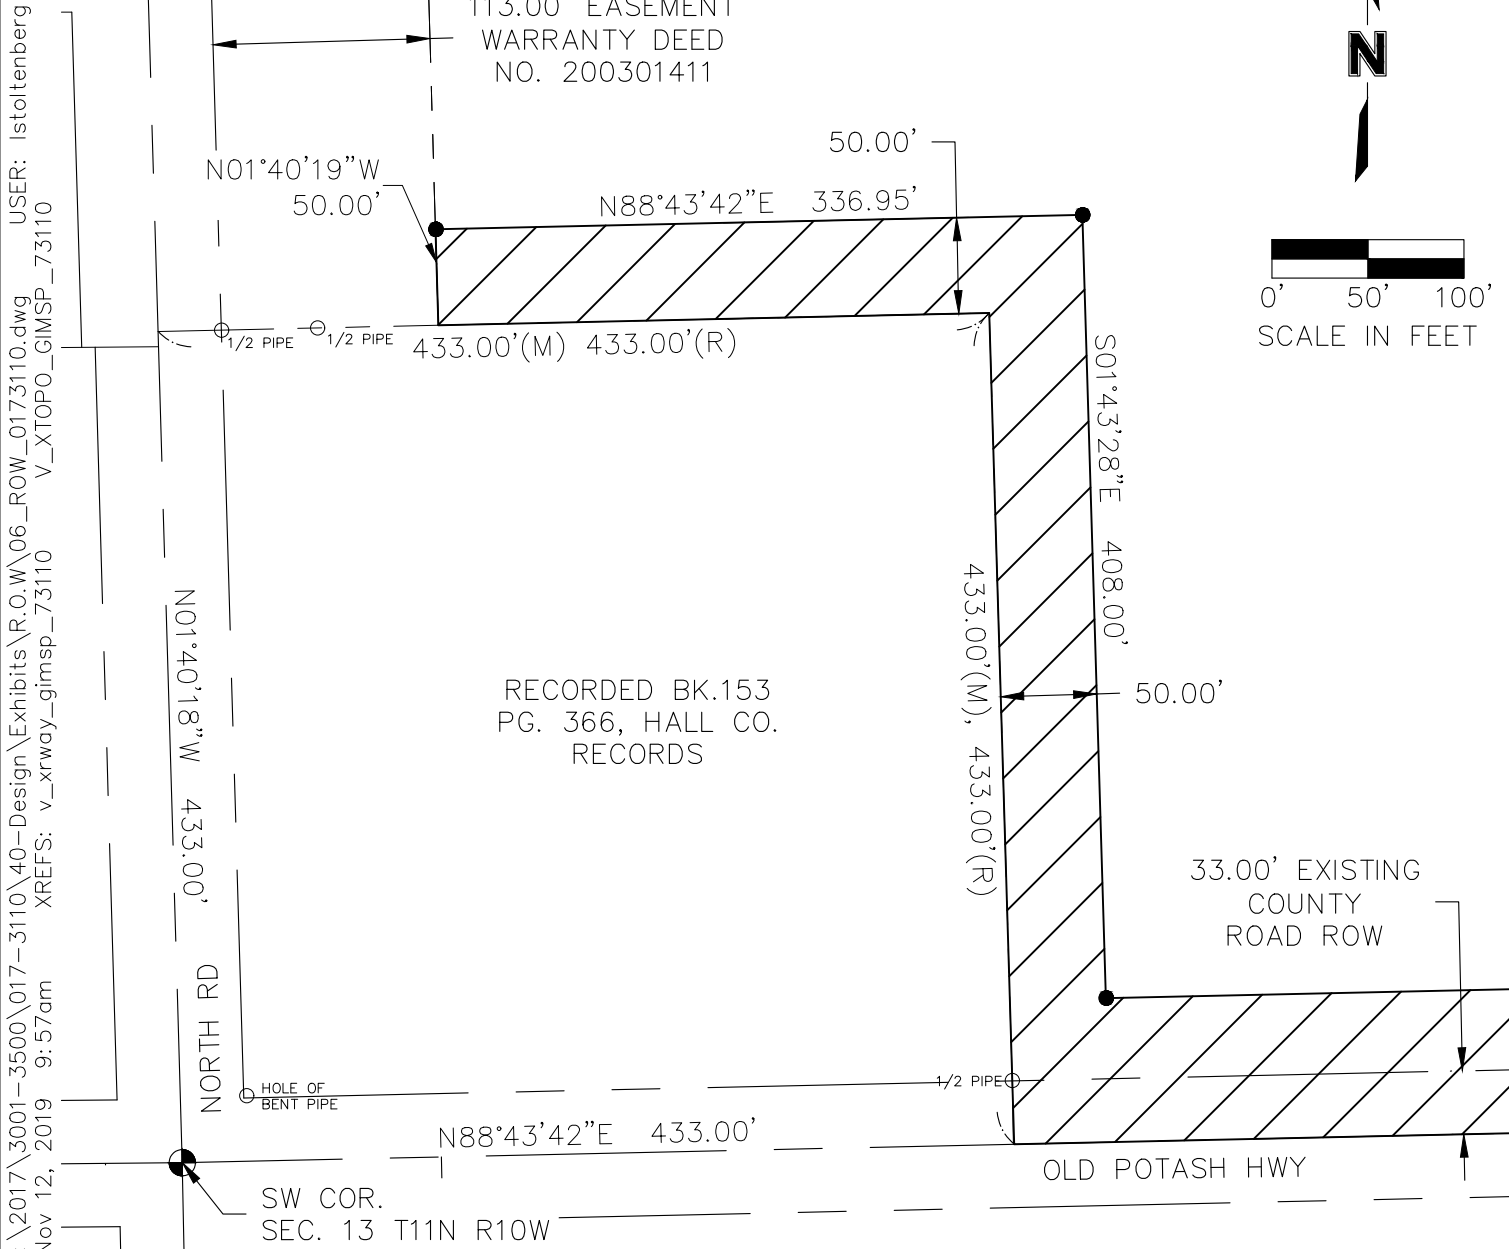 113.00' EASEMENT
WARRANTY DEED
NO. 200301411
N
50.00'
N01°40'19"W
50.00'
N88°43'42"E 336.95'
0' 50' 100'
SCALE IN FEET
1/2 PIPE
1/2 PIPE
433.00'(M) 433.00'(R)
S01°43'28"E 408.00'
N01°40'18"W 433.00'
433.00'(M), 433.00'(R)
RECORDED BK.153
PG. 366, HALL CO.
RECORDS
50.00'
33.00' EXISTING
COUNTY
ROAD ROW
NORTH RD
HOLE OF
BENT PIPE
1/2 PIPE
N88°43'42"E 433.00'
OLD POTASH HWY
SW COR.
SEC. 13 T11N R10W
\2017\3001-3500\017-3110\40-Design\Exhibits\R.O.W\06_ROW_0173110.dwg USER: lstoltenberg
Nov 12, 2019 9:57am XREFS: v_xrway_gimsp_73110 V_XTOPO_GIMSP_73110